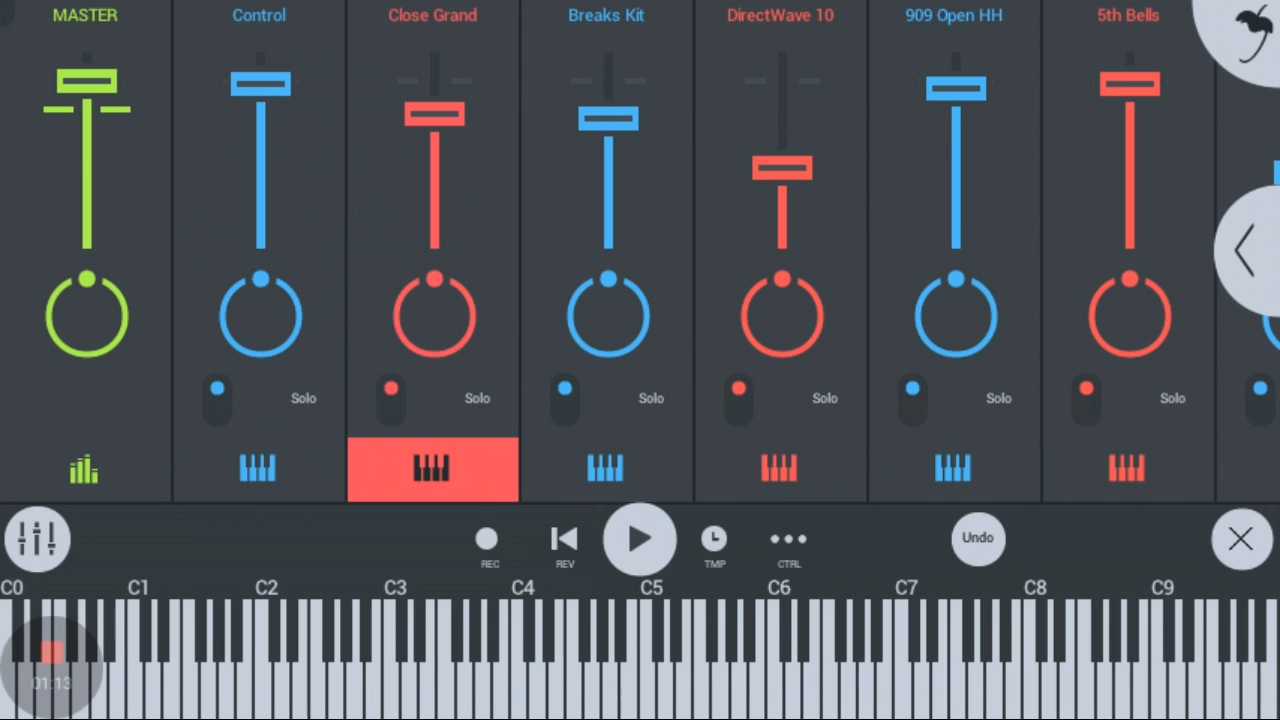 MASTER
Control
Close Grand
Breaks Kit
DirectWave 10
909 Open HH
5th Bells
Solo
Solo
Solo
Solo
Solo
Solo
Undo
REC
REV
TMP
CTRL
C0
C1
C2
C3
C4
C5
C6
C7
C8
C9
01:13